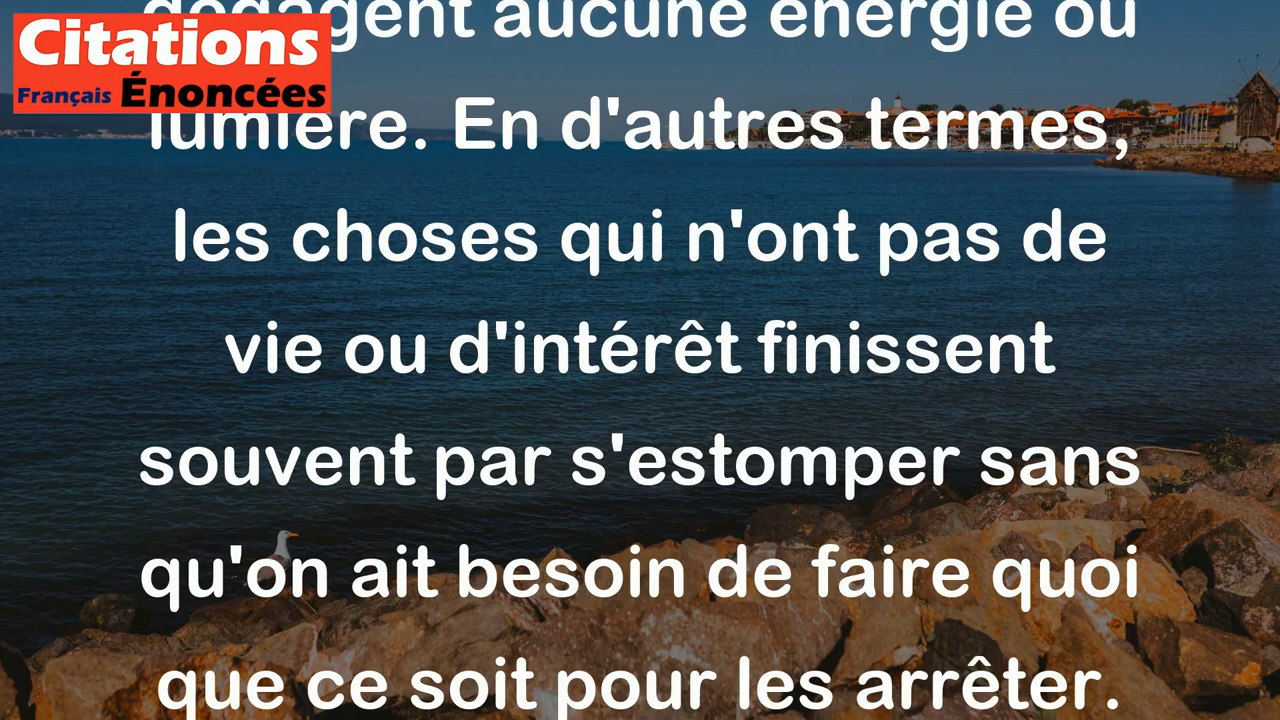 Citations
Français Énoncées
dégagent aucune énergie ou
lumière. En d'autres termes,
les choses qui n'ont pas de
vie ou d'intérêt finissent
souvent par s'estomper sans
qu'on ait besoin de faire quoi
que ce soit pour les arrêter.